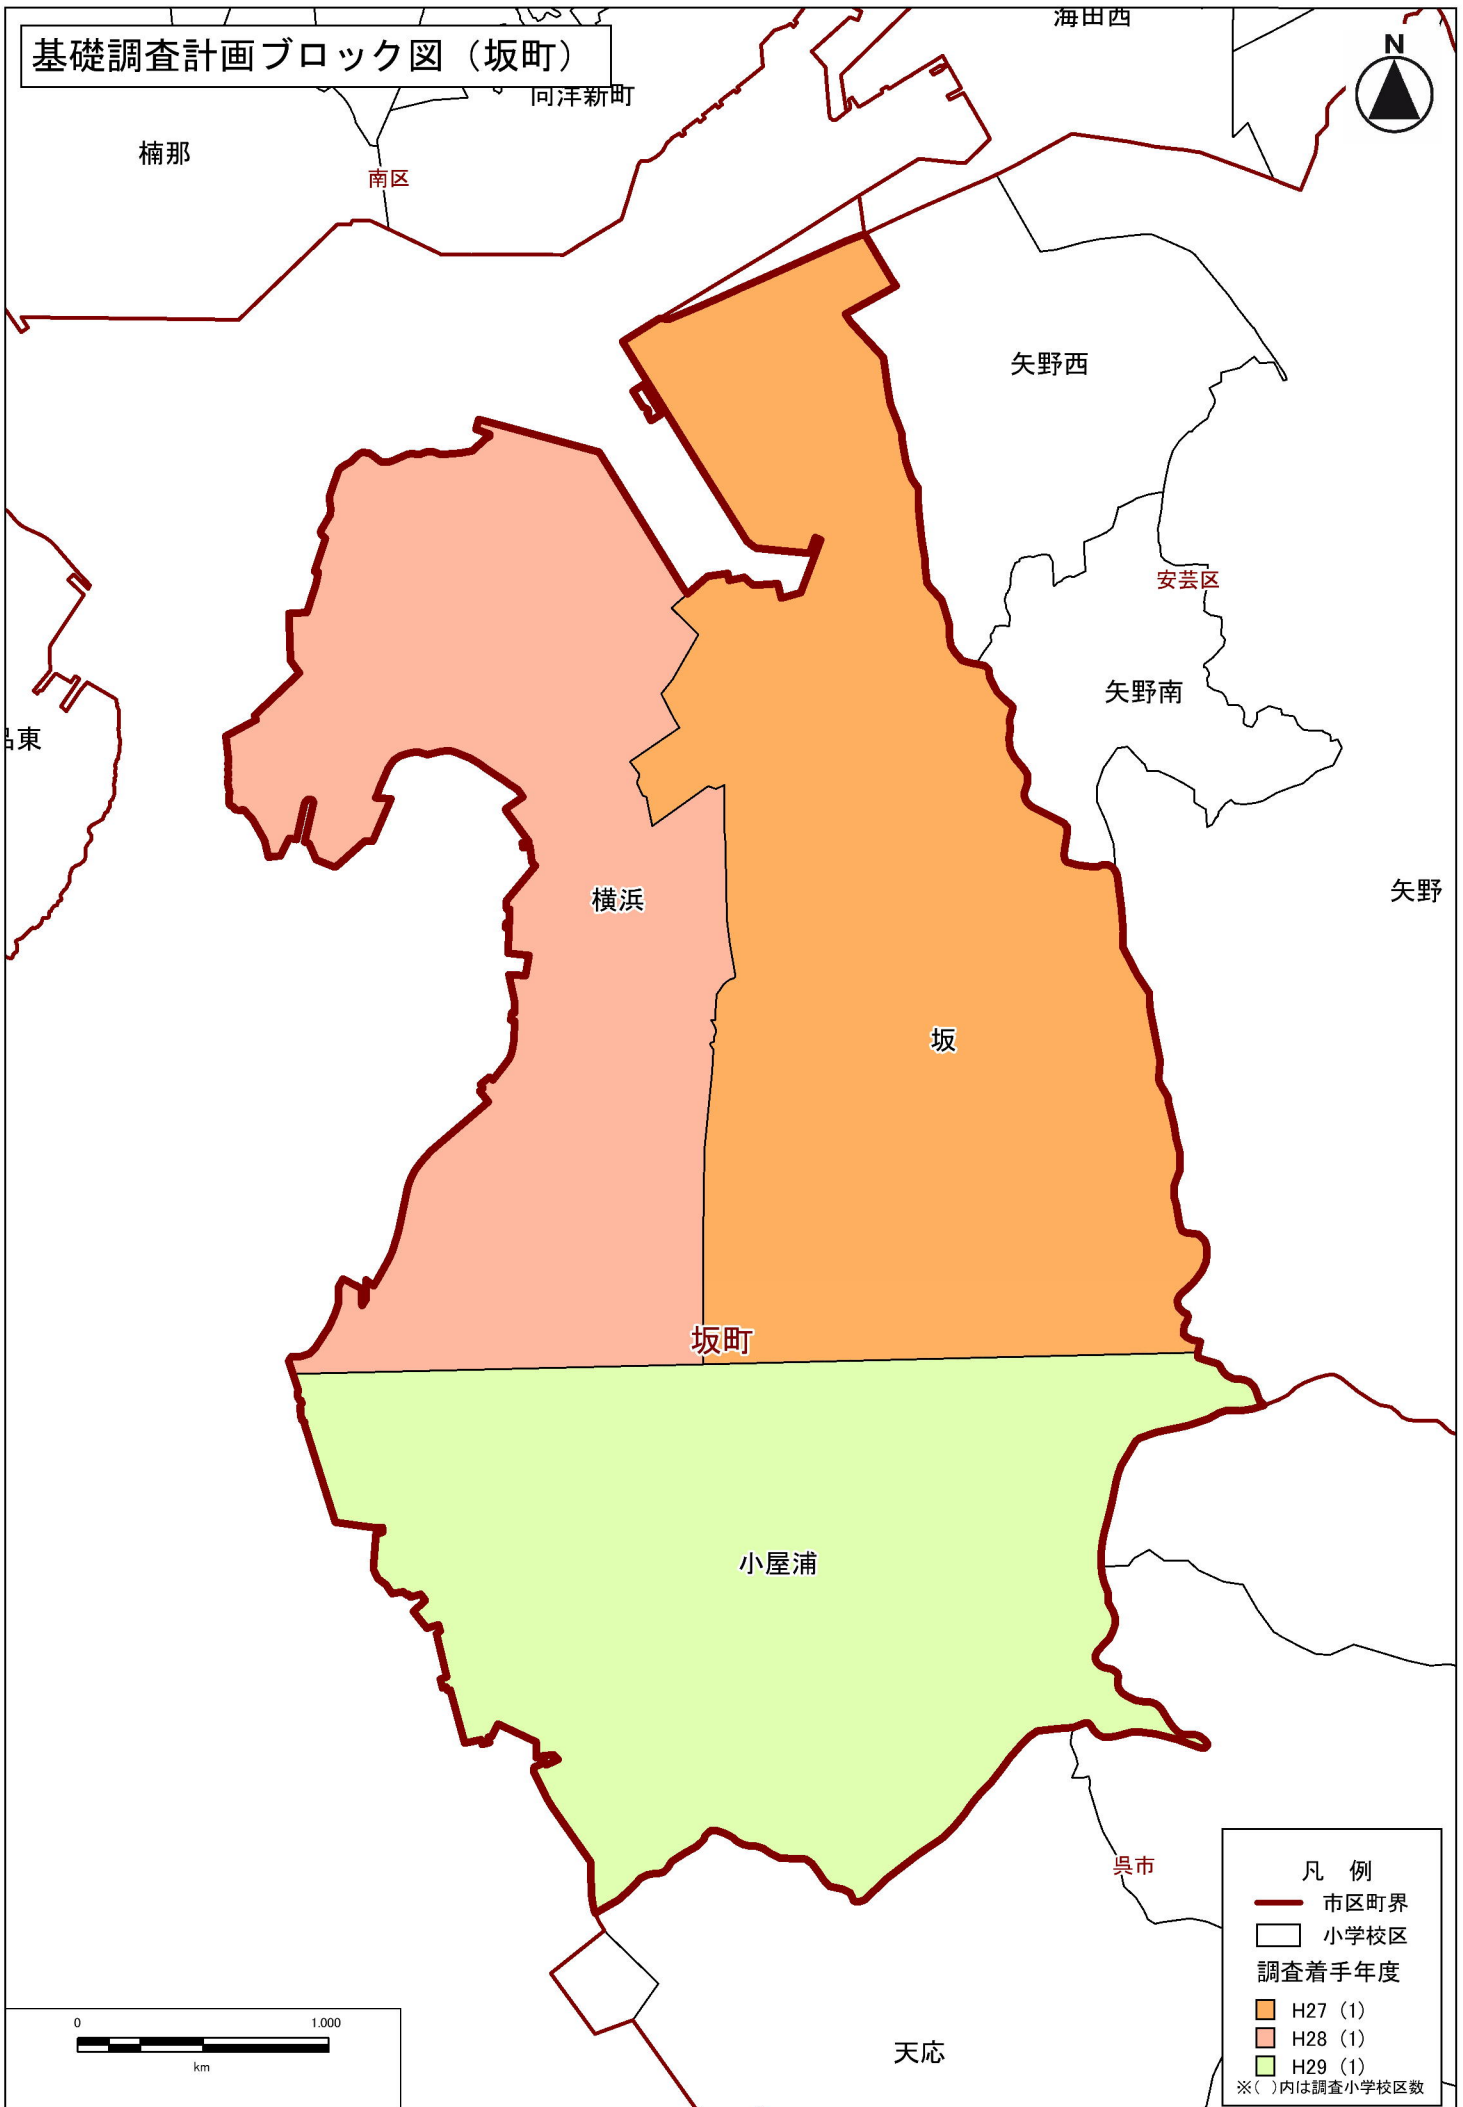 海田西
基礎調査計画ブロック図（坂町）
N
向洋新町
楠那
南区
矢野西
安芸区
矢野南
東
矢野
横浜
坂
坂町
小屋浦
呉市
天応
凡 例
市区町界
小学校区
調査着手年度
H27（1）
H28（1）
H29（1）
※( )内は調査小学校区数
0 1.000
km